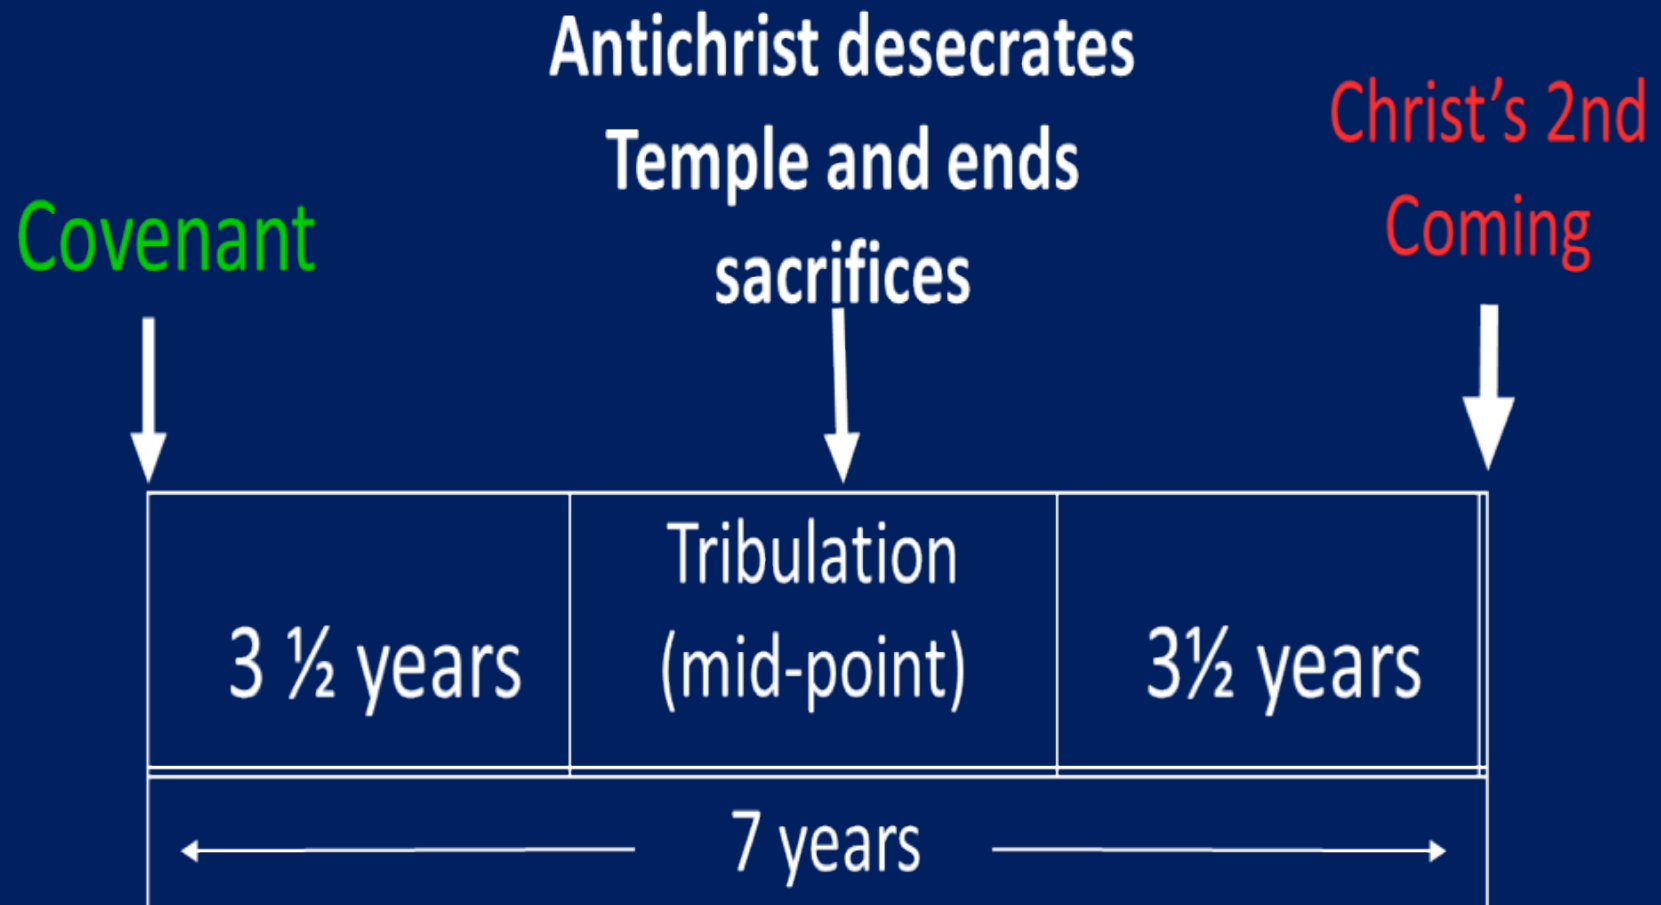 Antichrist desecrates
Temple and ends
sacrifices
Christ’s 2nd
Coming
Covenant
3 ½ years
Tribulation
(mid-point)
3½ years
7 years